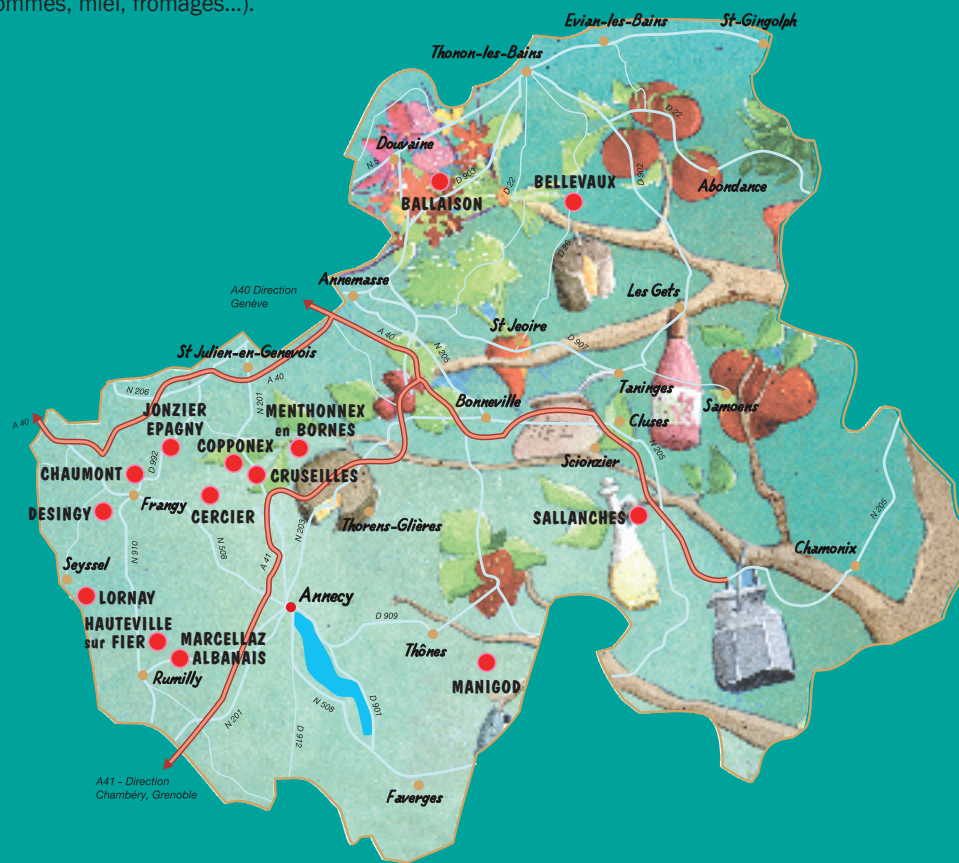 ommes, miel, fromages...).
Evian-les-Bains
St-Gingolph
Thonon-les-Bains
D 22
Douvaine
N 5
D 903
D 22
D 902
BALLAISON
BELLEVAUX
Abondance
D 26
A40 Direction
Genève
Annemasse
Les Gets
A 40
N 205
St Jeoire
D 907
St Julien-en-Genevois
A 40
N 206
N 201
Taninges
Samoens
Bonneville
Cluses
A 40
JONZIER
EPAGNY
MENTHONNEX
en BORNES
COPPONEX
N 205
Scionzier
CHAUMONT
D 992
CRUSEILLES
DESINGY
Frangy
CERCIER
Thorens-Glières
SALLANCHES
N 205
N 203
N 910
N 508
A 41
Chamonix
Seyssel
LORNAY
Annecy
D 909
HAUTEVILLE
sur FIER
MARCELLAZ
ALBANAIS
Thônes
Rumilly
MANIGOD
N 508
D 901
N 201
D 912
A41 - Direction
Chambéry, Grenoble
Faverges